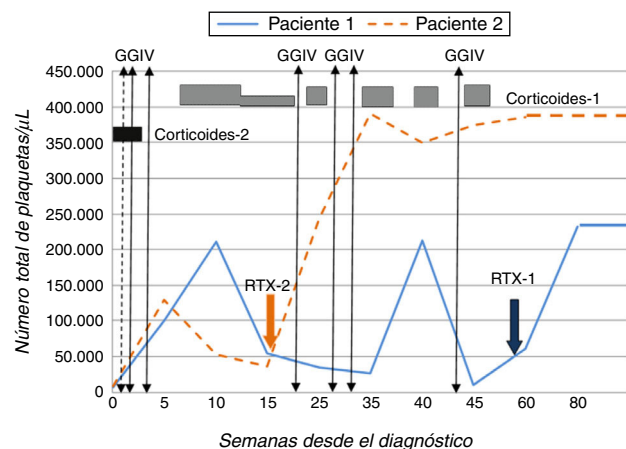 Paciente 1 Paciente 2
GGIV GGIV GGIV GGIV
450.000
400.000
350.000
300.000
250.000
200.000
150.000
100.000
50.000
0
Corticoides-1
Corticoides-2
RTX-2
RTX-1
Número total de plaquetas/µL
0 5 10 15 25 35 40 45 60 80
Semanas desde el diagnóstico